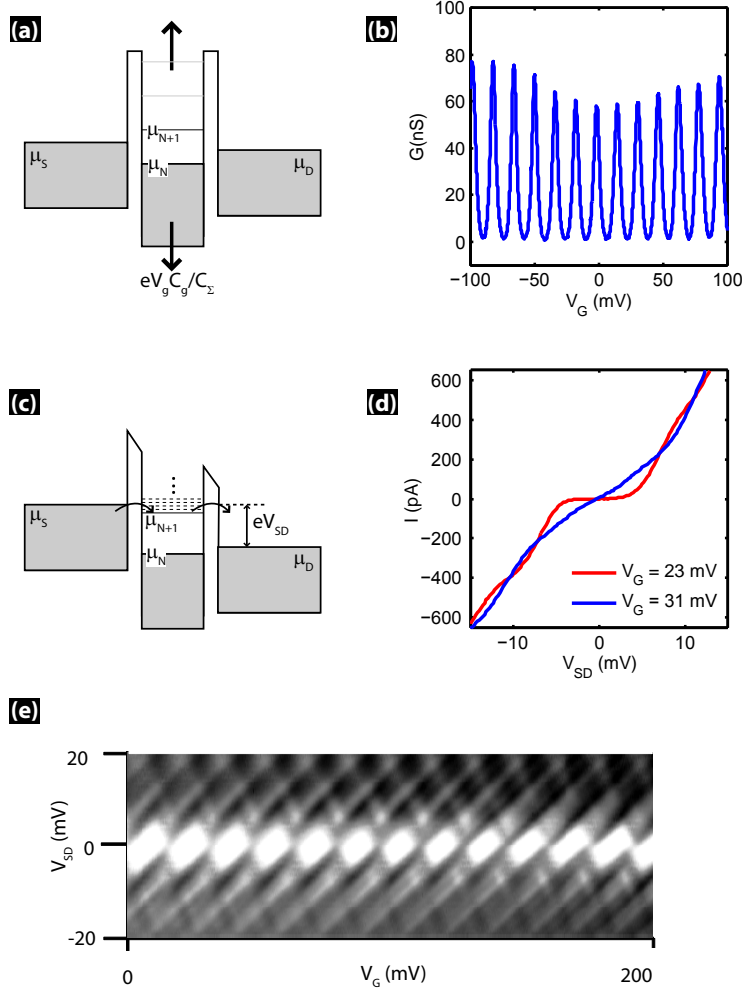 (a)
μS
μN+1
μN
μD
eVgCg/CΣ
(b)
100
80
60
40
20
0
G(nS)
−100 −50 0 50 100
VG (mV)
(c)
μS
μN+1
μN
μD
eVSD
(d)
600
400
200
0
−200
−400
−600
I (pA)
VG = 23 mV
VG = 31 mV
−10 0 10
VSD (mV)
(e)
20
0
-20
VSD (mV)
0 VG (mV) 200